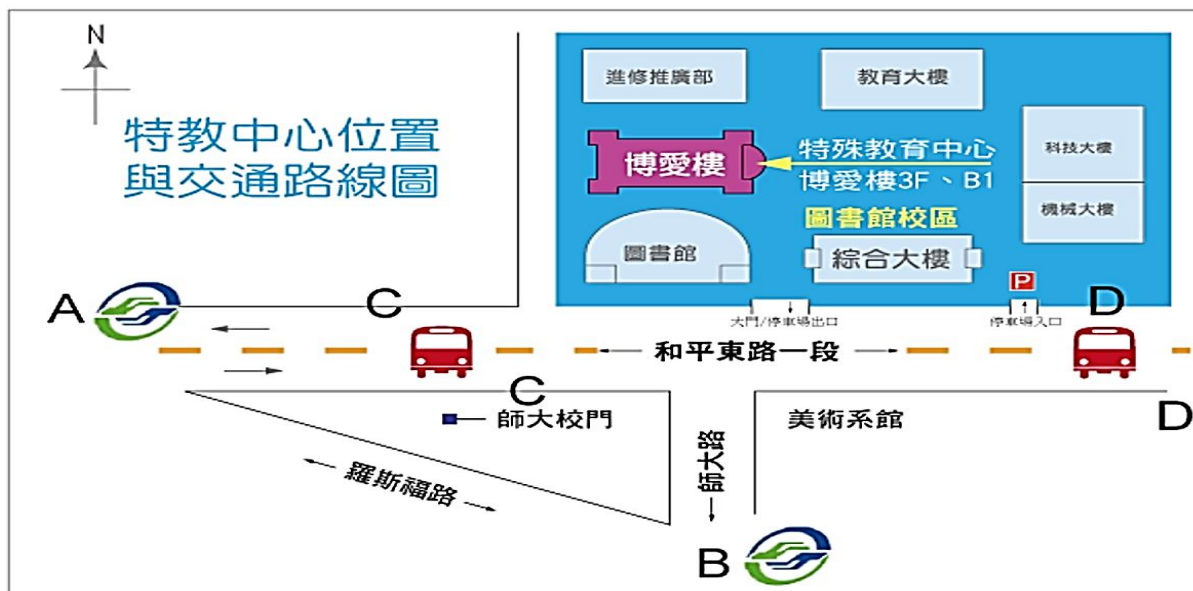 N
特教中心位置
與交通路線圖
進修推廣部
教育大樓
博愛樓
特殊教育中心
博愛樓3F、B1
科技大樓
機械大樓
圖書館校區
圖書館
綜合大樓
P
A
C
D
大門/停車場出口
停車場入口
和平東路一段
C
D
師大校門
美術系館
師大路
羅斯福路
B